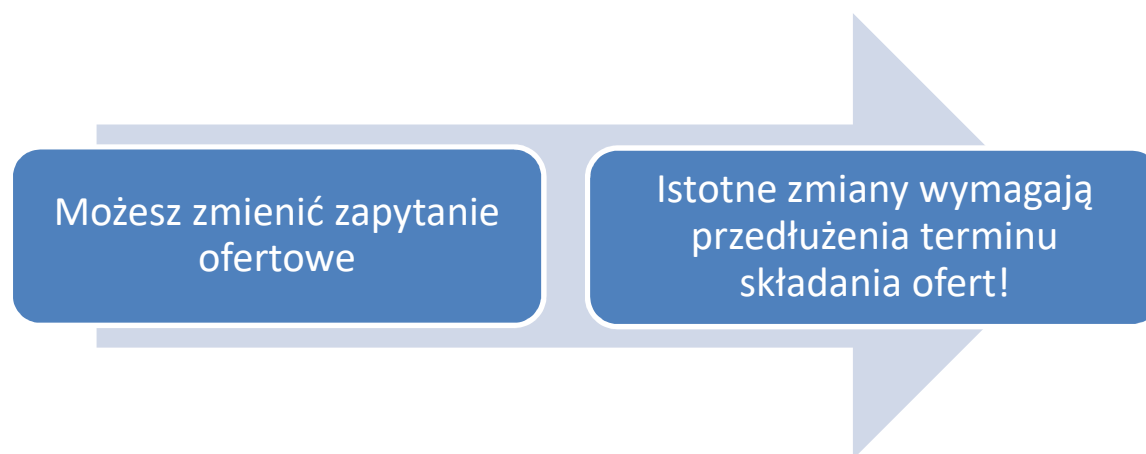 Możesz zmienić zapytanie
ofertowe
Istotne zmiany wymagają
przedłużenia terminu
składania ofert!